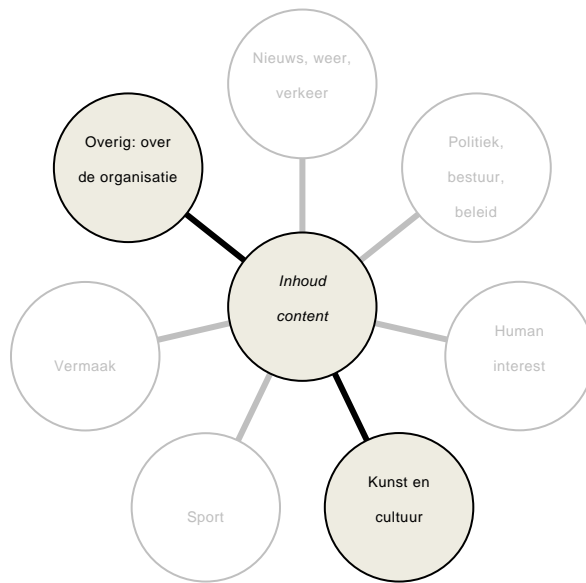 Nieuws, weer,
verkeer
Overig: over
de organisatie
Politiek,
bestuur,
beleid
Inhoud
content
Vermaak
Human
interest
Sport
Kunst en
cultuur